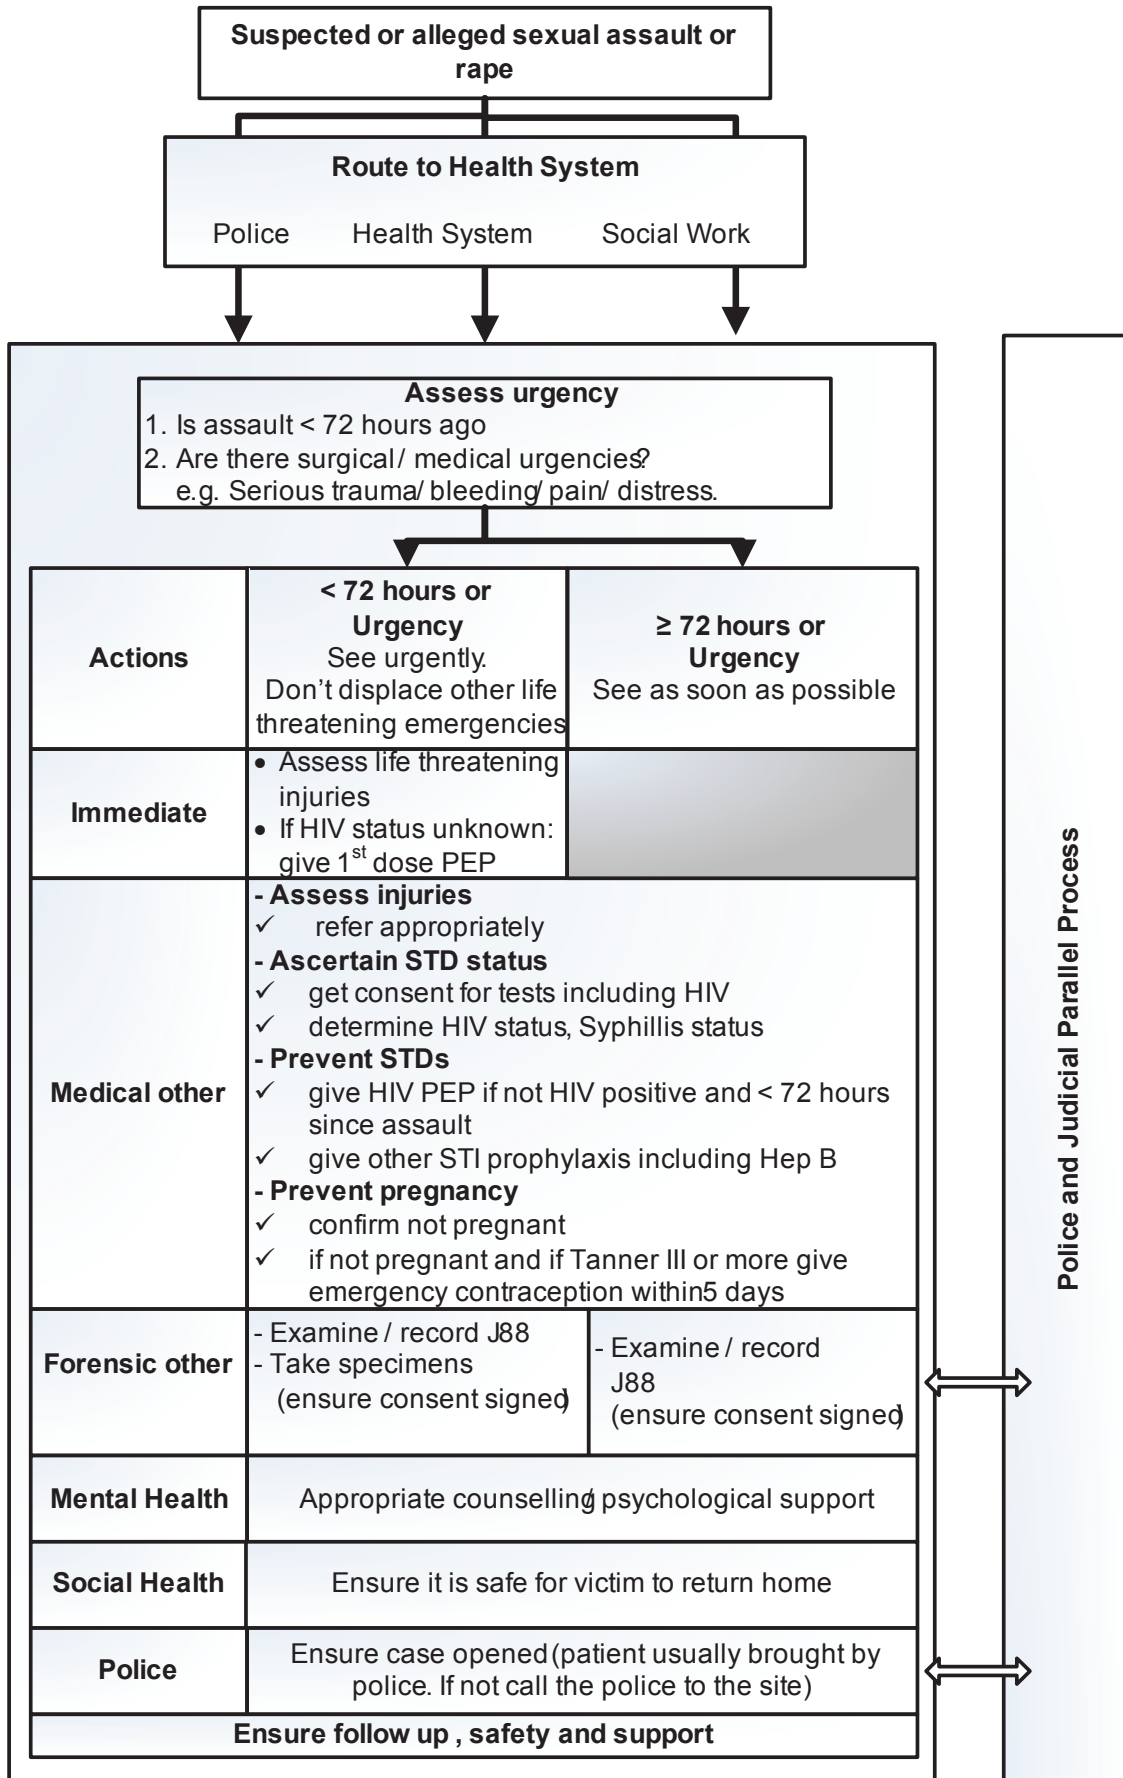 Suspected or alleged sexual assault or
rape
Route to Health System
Police Health System Social Work
Assess urgency
1. Is assault < 72 hours ago
2. Are there surgical/ medical urgencies?
e.g. Serious trauma/ bleeding/ pain/ distress.
Actions
< 72 hours or
Urgency
See urgently.
Don't displace other life
threatening emergencies
≥ 72 hours or
Urgency
See as soon as possible
Immediate
• Assess life threatening
injuries
• If HIV status unknown:
give 1st dose PEP
Medical other
- Assess injuries
✓ refer appropriately
- Ascertain STD status
✓ get consent for tests including HIV
✓ determine HIV status, Syphillis status
- Prevent STDs
✓ give HIV PEP if not HIV positive and < 72 hours
since assault
✓ give other STI prophylaxis including Hep B
- Prevent pregnancy
✓ confirm not pregnant
✓ if not pregnant and if Tanner III or more give
emergency contraception within5 days
Forensic other
- Examine / record J88
- Take specimens
(ensure consent signed)
- Examine / record
J88
(ensure consent signed)
Mental Health
Appropriate counselling/ psychological support
Social Health
Ensure it is safe for victim to return home
Police
Ensure case opened (patient usually brought by
police. If not call the police to the site)
Ensure follow up , safety and support
Police and Judicial Parallel Process